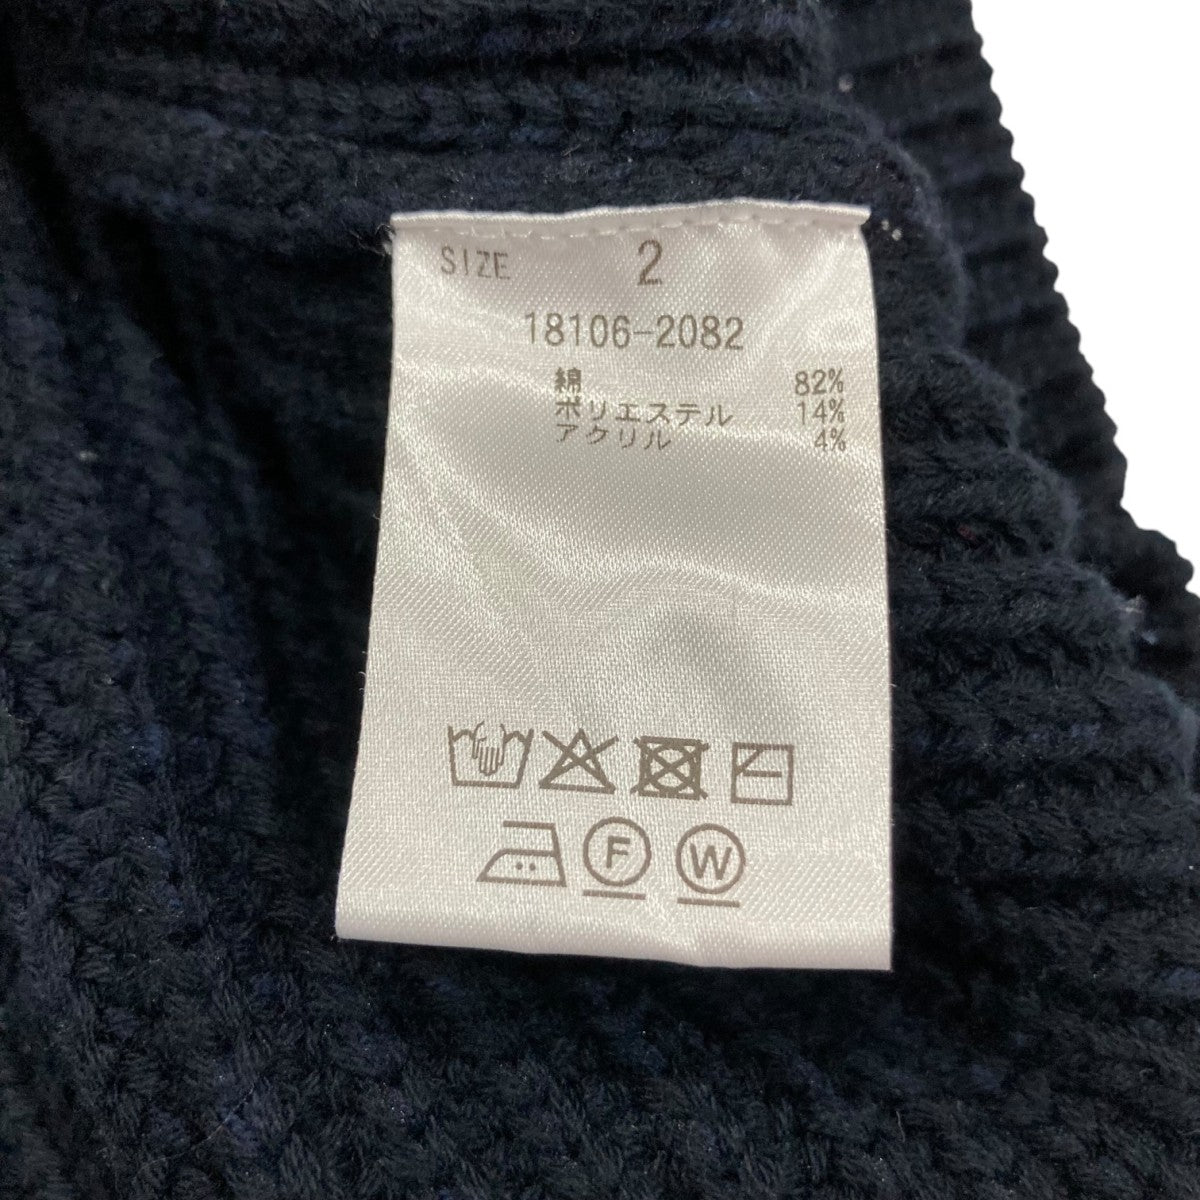 SIZE 2
18106-2082
綿 82%
ポリエステル 14%
アクリル 4%
F W